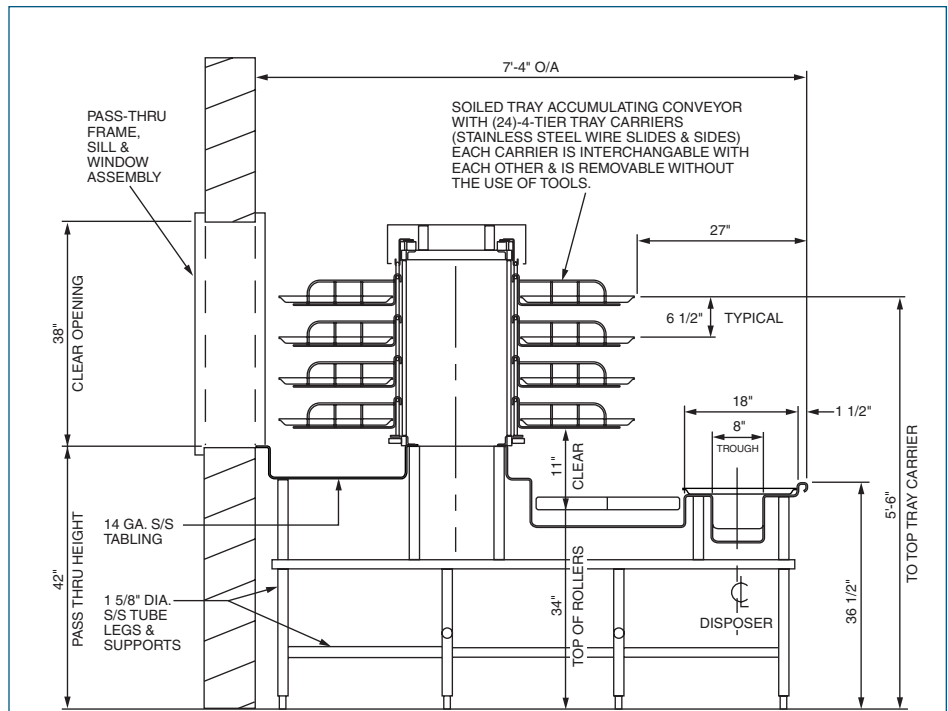 7'-4" O/A
PASS-THRU
FRAME,
SILL &
WINDOW
ASSEMBLY
SOILED TRAY ACCUMULATING CONVEYOR
WITH (24)-4-TIER TRAY CARRIERS
(STAINLESS STEEL WIRE SLIDES & SIDES)
EACH CARRIER IS INTERCHANGABLE WITH
EACH OTHER & IS REMOVABLE WITHOUT
THE USE OF TOOLS.
27"
6 1/2" TYPICAL
38"
CLEAR OPENING
18"
1 1/2"
8"
TROUGH
11"
CLEAR
5'-6"
TO TOP TRAY CARRIER
14 GA. S/S
TABLING
42"
PASS THRU HEIGHT
1 5/8" DIA.
S/S TUBE
LEGS &
SUPPORTS
34"
TOP OF ROLLERS
CL
DISPOSER
36 1/2"